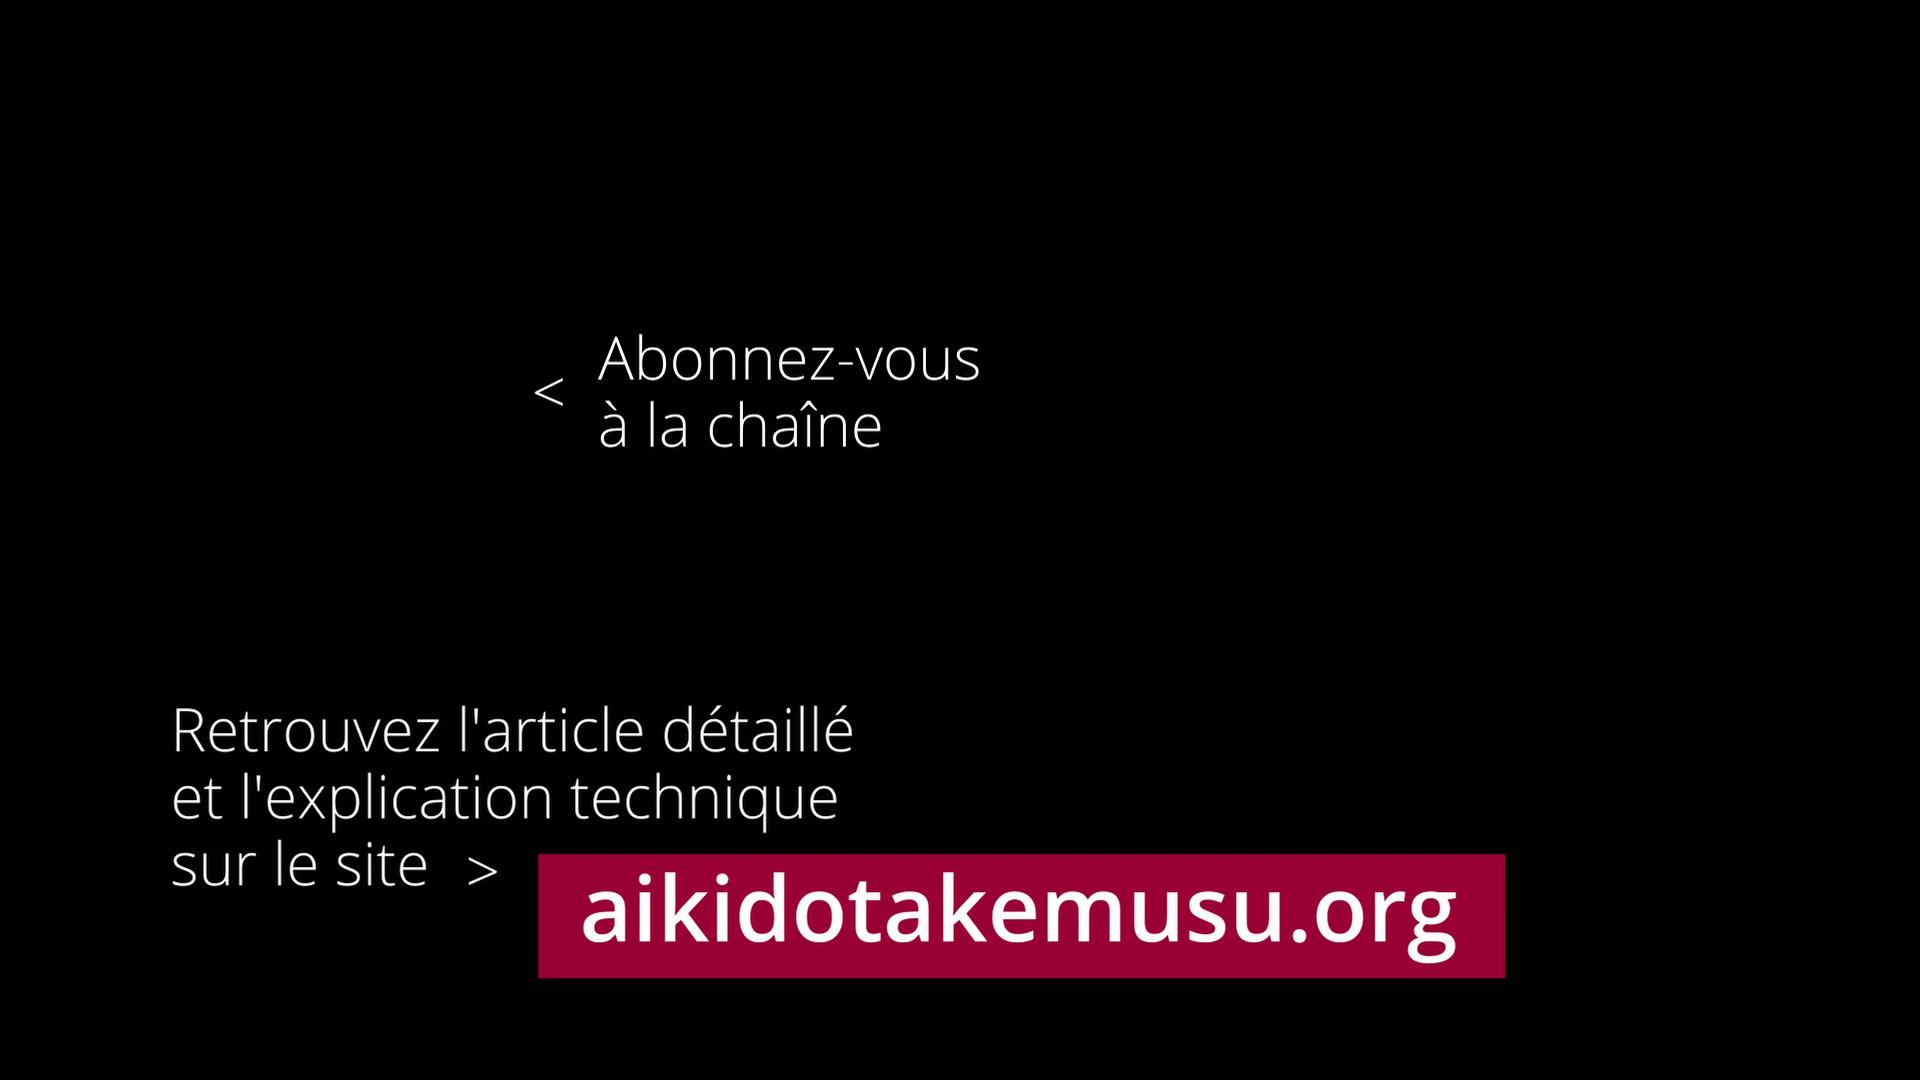 < Abonnez-vous
à la chaîne
Retrouvez l'article détaillé
et l'explication technique
sur le site >
aikidotakemusu.org